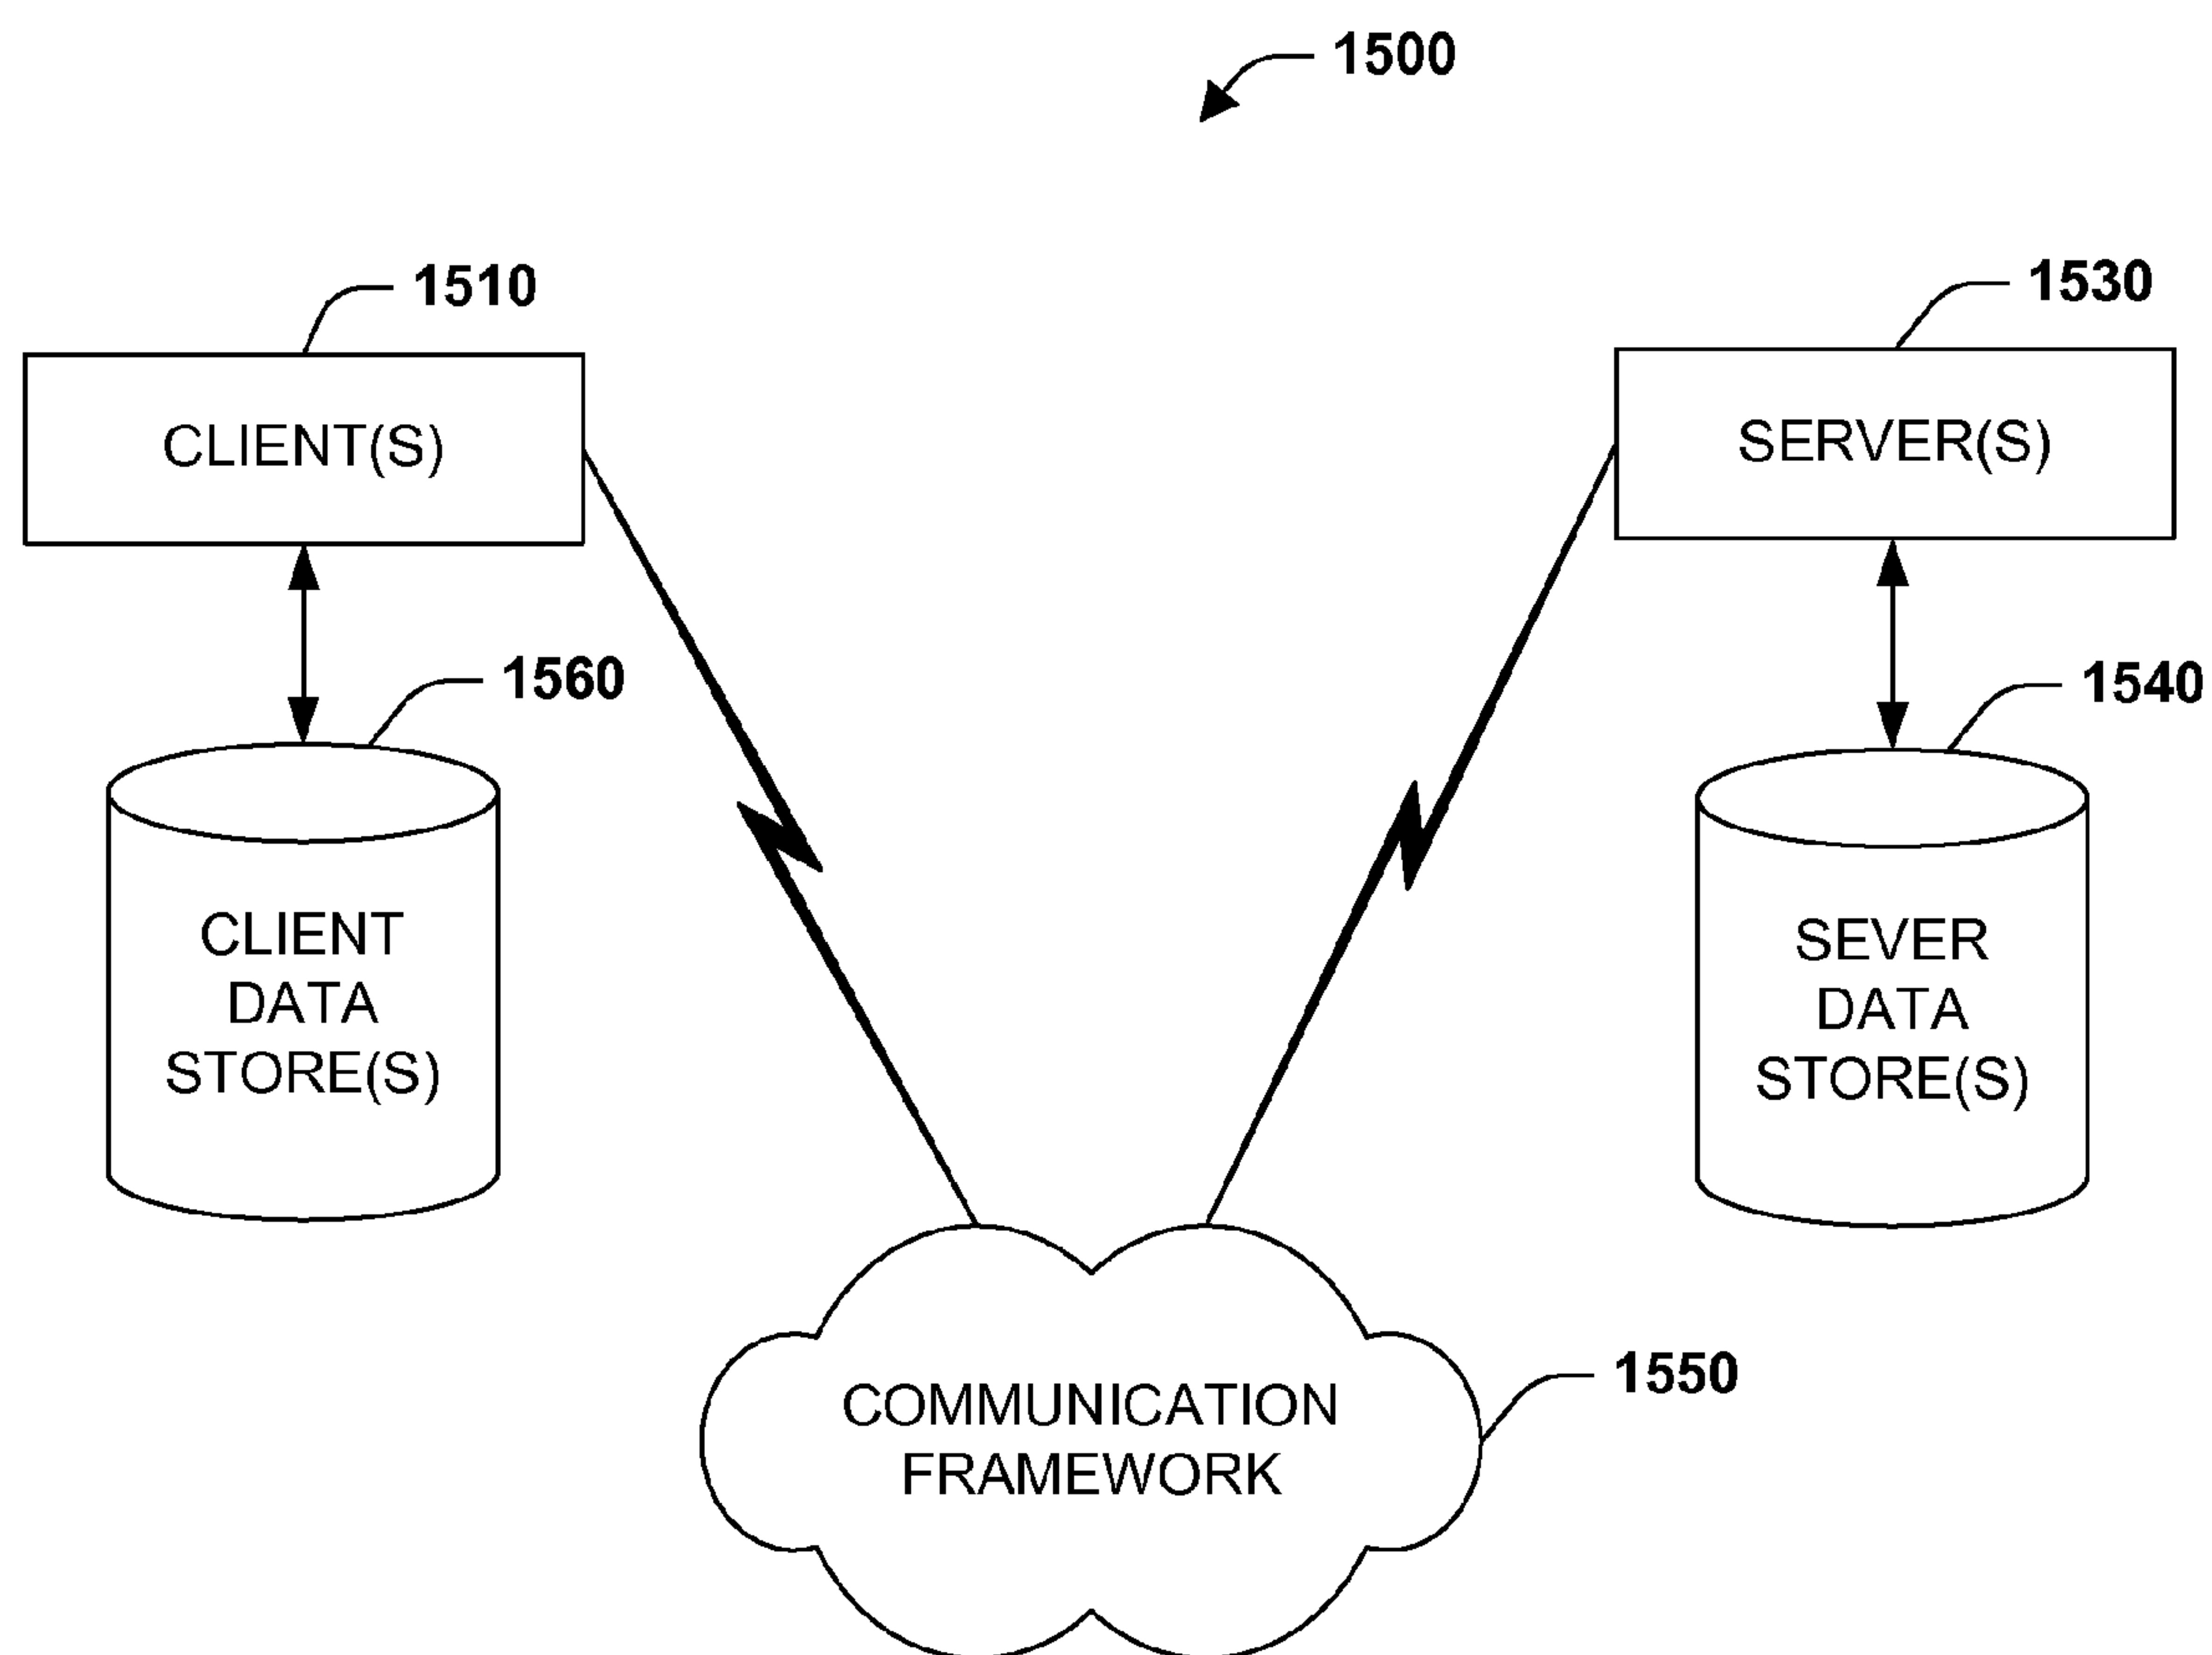 1500
1510
1530
CLIENT(S)
SERVER(S)
1560
1540
CLIENT
DATA
STORE(S)
SEVER
DATA
STORE(S)
1550
COMMUNICATION
FRAMEWORK